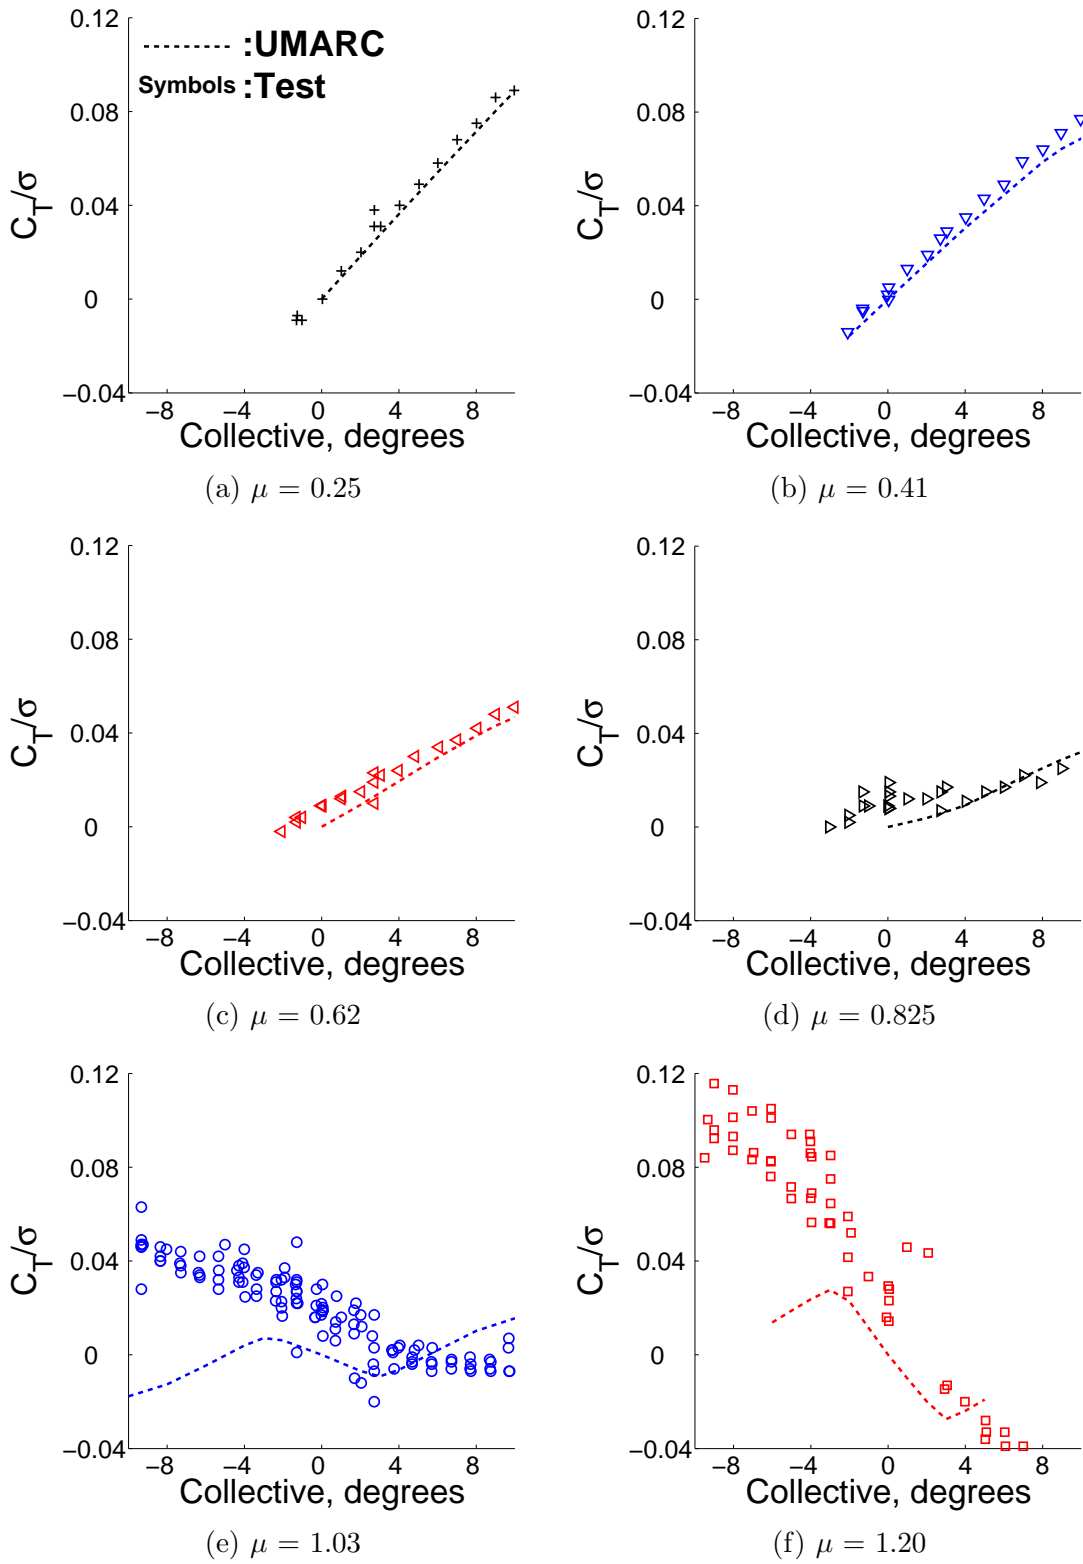 0.12
:UMARC
Symbols :Test
0.08
0.04
0
−0.04
C_T/σ
−8 −4 0 4 8
Collective, degrees
(a) μ = 0.25
0.12
0.08
0.04
0
−0.04
C_T/σ
−8 −4 0 4 8
Collective, degrees
(b) μ = 0.41
0.12
0.08
0.04
0
−0.04
C_T/σ
−8 −4 0 4 8
Collective, degrees
(c) μ = 0.62
0.12
0.08
0.04
0
−0.04
C_T/σ
−8 −4 0 4 8
Collective, degrees
(d) μ = 0.825
0.12
0.08
0.04
0
−0.04
C_T/σ
−8 −4 0 4 8
Collective, degrees
(e) μ = 1.03
0.12
0.08
0.04
0
−0.04
C_T/σ
−8 −4 0 4 8
Collective, degrees
(f) μ = 1.20